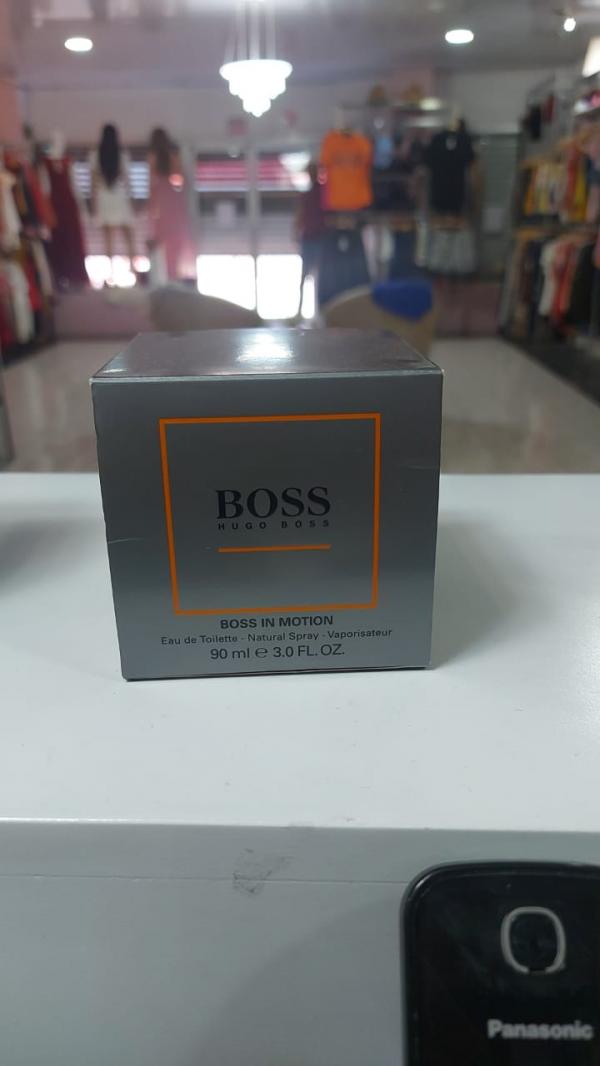 BOSS
HUGO BOSS
BOSS IN MOTION
Eau de Toilette - Natural Spray - Vaporisateur
90 ml ℮ 3.0 FL.OZ.
Panasonic